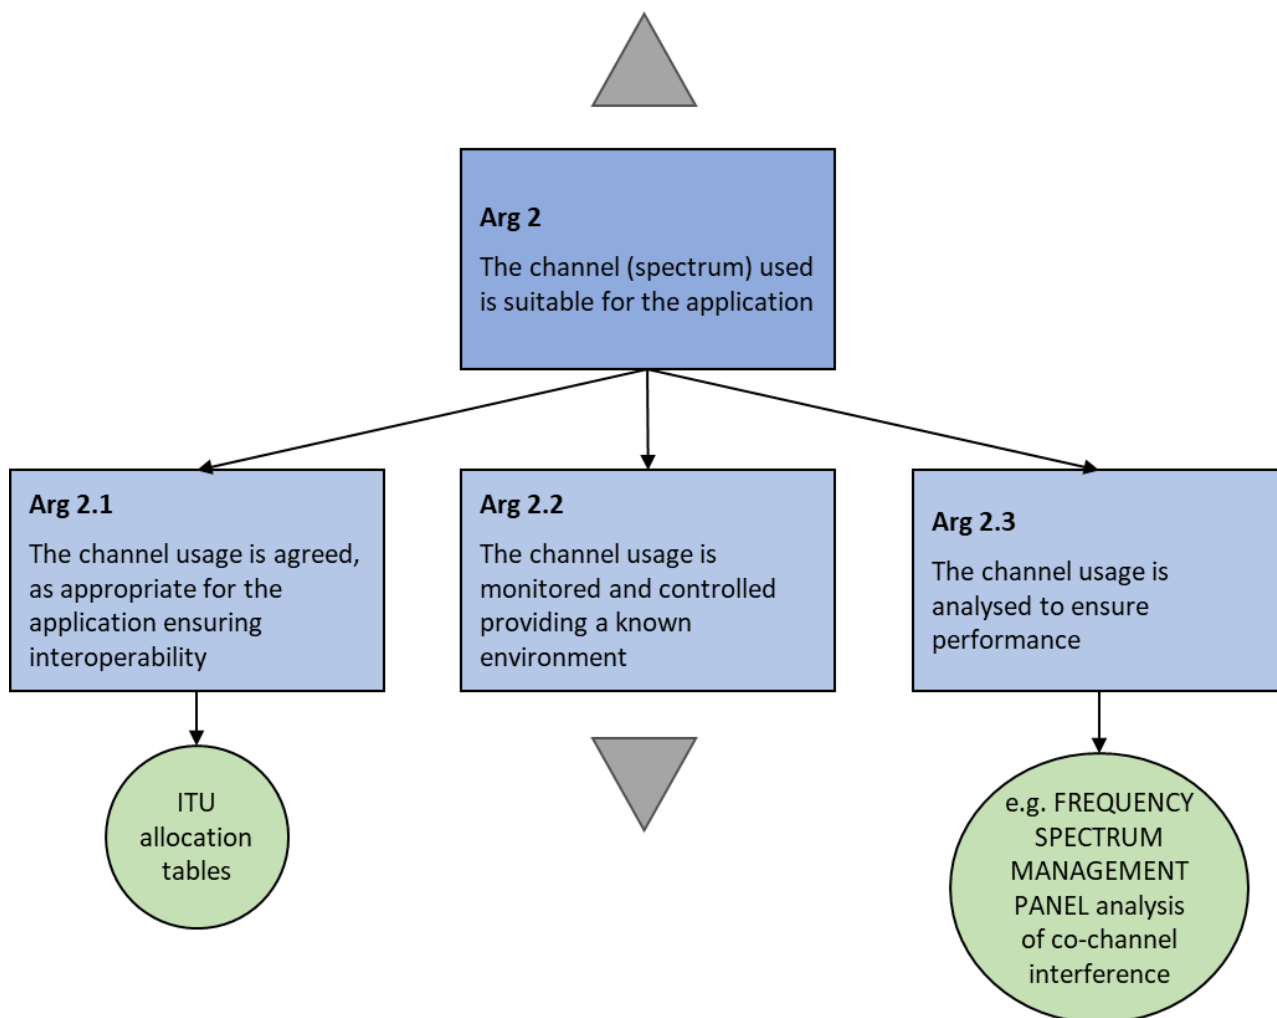 Arg 2
The channel (spectrum) used
is suitable for the application
Arg 2.1
The channel usage is agreed,
as appropriate for the
application ensuring
interoperability
Arg 2.2
The channel usage is
monitored and controlled
providing a known
environment
Arg 2.3
The channel usage is
analysed to ensure
performance
ITU
allocation
tables
e.g. FREQUENCY
SPECTRUM
MANAGEMENT
PANEL analysis
of co-channel
interference